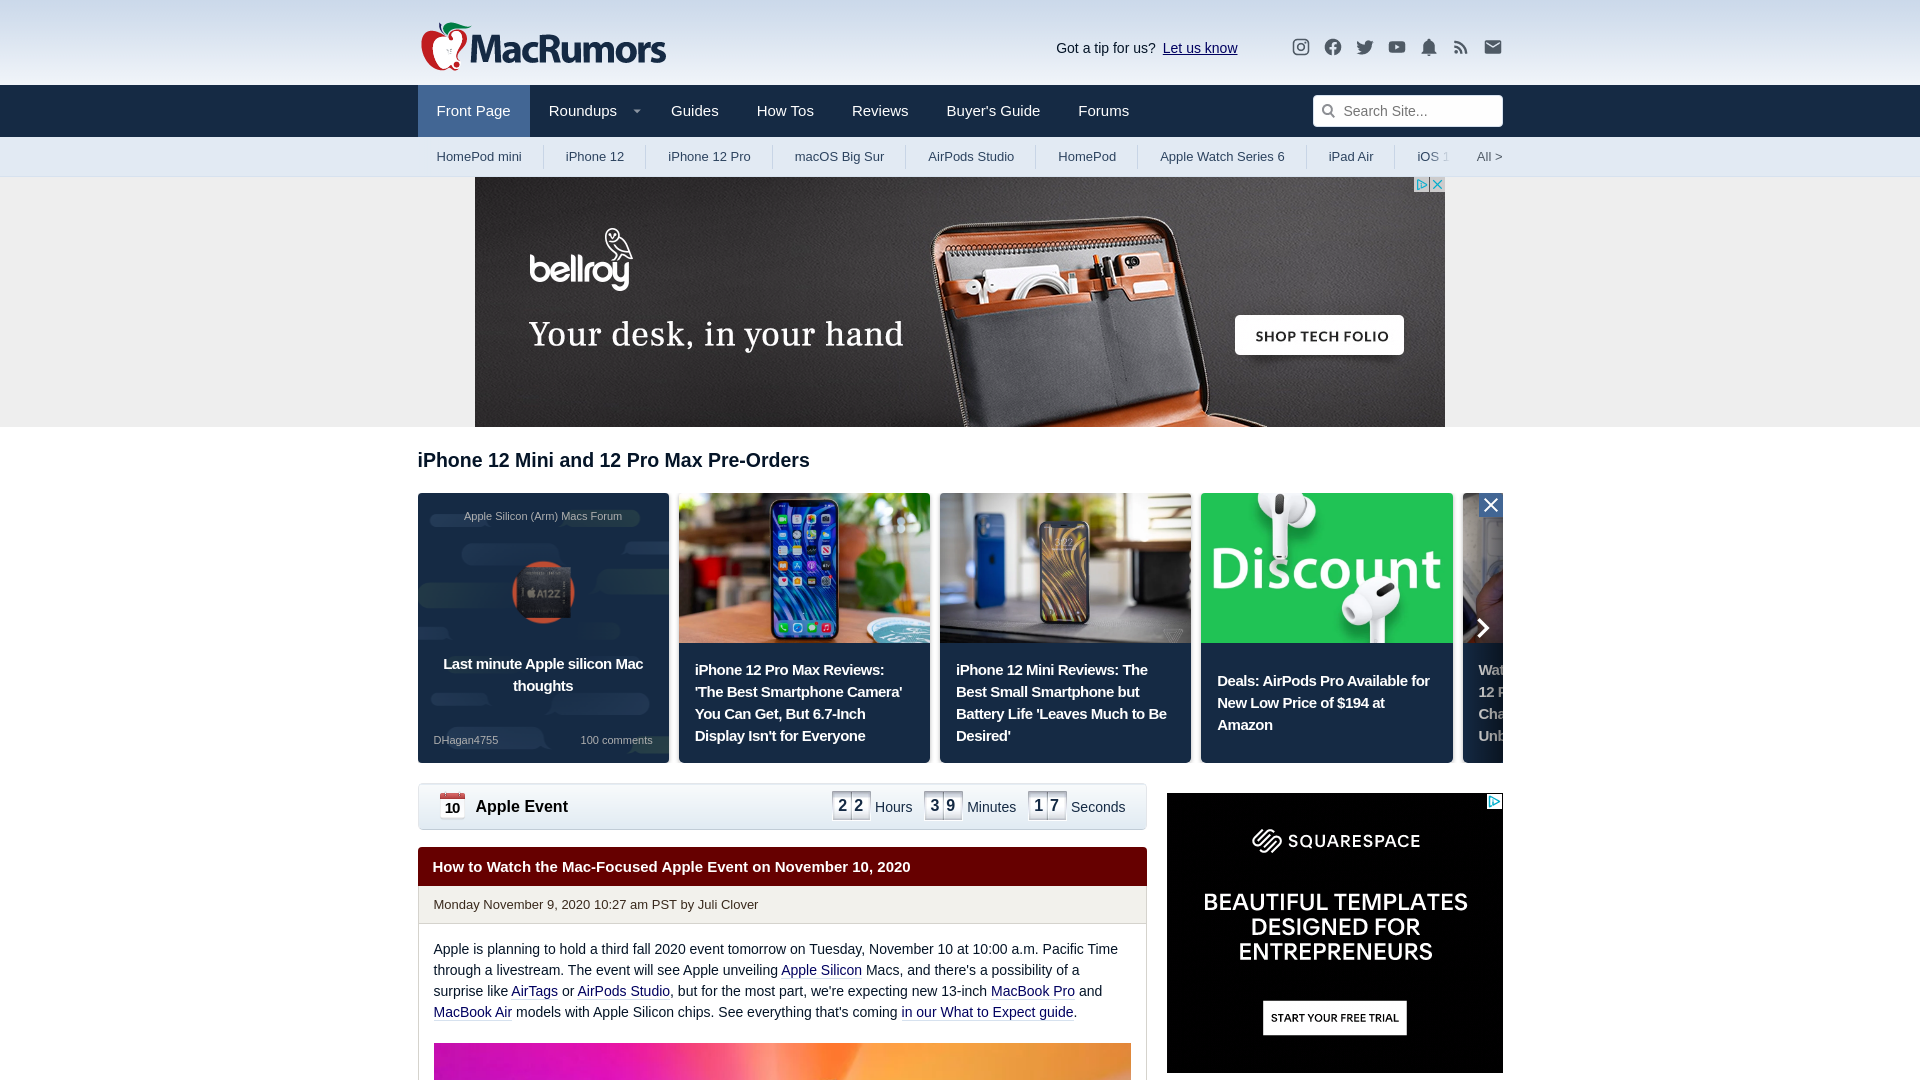 MacRumors
Got a tip for us? Let us know
Front Page
Roundups
Guides
How Tos
Reviews
Buyer's Guide
Forums
Search Site...
HomePod mini
iPhone 12
iPhone 12 Pro
macOS Big Sur
AirPods Studio
HomePod
Apple Watch Series 6
iPad Air
iOS 1
All >
bellroy
Your desk, in your hand
SHOP TECH FOLIO
iPhone 12 Mini and 12 Pro Max Pre-Orders
Apple Silicon (Arm) Macs Forum
A12Z
Last minute Apple silicon Mac
thoughts
DHagan4755
100 comments
iPhone 12 Pro Max Reviews:
'The Best Smartphone Camera'
You Can Get, But 6.7-Inch
Display Isn't for Everyone
3:22
iPhone 12 Mini Reviews: The
Best Small Smartphone but
Battery Life 'Leaves Much to Be
Desired'
Discount
Deals: AirPods Pro Available for
New Low Price of $194 at
Amazon
Wat
12 P
Cha
Unb
10
Apple Event
22 Hours 39 Minutes 17 Seconds
How to Watch the Mac-Focused Apple Event on November 10, 2020
Monday November 9, 2020 10:27 am PST by Juli Clover
Apple is planning to hold a third fall 2020 event tomorrow on Tuesday, November 10 at 10:00 a.m. Pacific Time
through a livestream. The event will see Apple unveiling Apple Silicon Macs, and there's a possibility of a
surprise like AirTags or AirPods Studio, but for the most part, we're expecting new 13-inch MacBook Pro and
MacBook Air models with Apple Silicon chips. See everything that's coming in our What to Expect guide.
SQUARESPACE
BEAUTIFUL TEMPLATES
DESIGNED FOR
ENTREPRENEURS
START YOUR FREE TRIAL